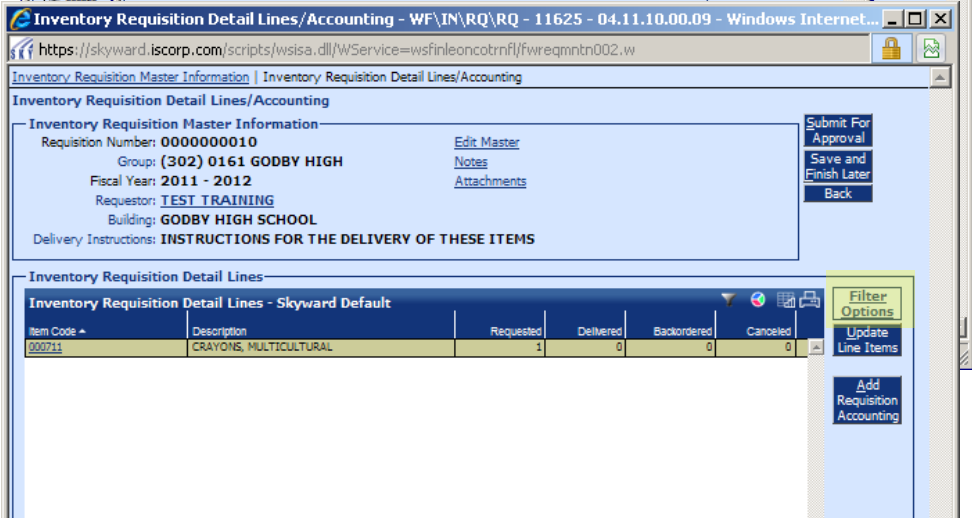 Inventory Requisition Detail Lines/Accounting - WF\IN\RQ\RQ - 11625 - 04.11.10.00.09 - Windows Internet...
https://skyward.iscorp.com/scripts/wsisa.dll/WService=wsfinleoncotrnfl/fwreqmntn002.w
Inventory Requisition Master Information | Inventory Requisition Detail Lines/Accounting
Inventory Requisition Detail Lines/Accounting
Inventory Requisition Master Information
Requisition Number: 0000000010
Edit Master
Group: (302) 0161 GODBY HIGH
Notes
Fiscal Year: 2011 - 2012
Attachments
Requestor: TEST TRAINING
Building: GODBY HIGH SCHOOL
Delivery Instructions: INSTRUCTIONS FOR THE DELIVERY OF THESE ITEMS
Submit For
Approval
Save and
Finish Later
Back
Inventory Requisition Detail Lines
Inventory Requisition Detail Lines - Skyward Default
Item Code Description Requested Delivered Backordered Canceled
000711 CRAYONS, MULTICULTURAL 1 0 0 0
Filter
Options
Update
Line Items
Add
Requisition
Accounting